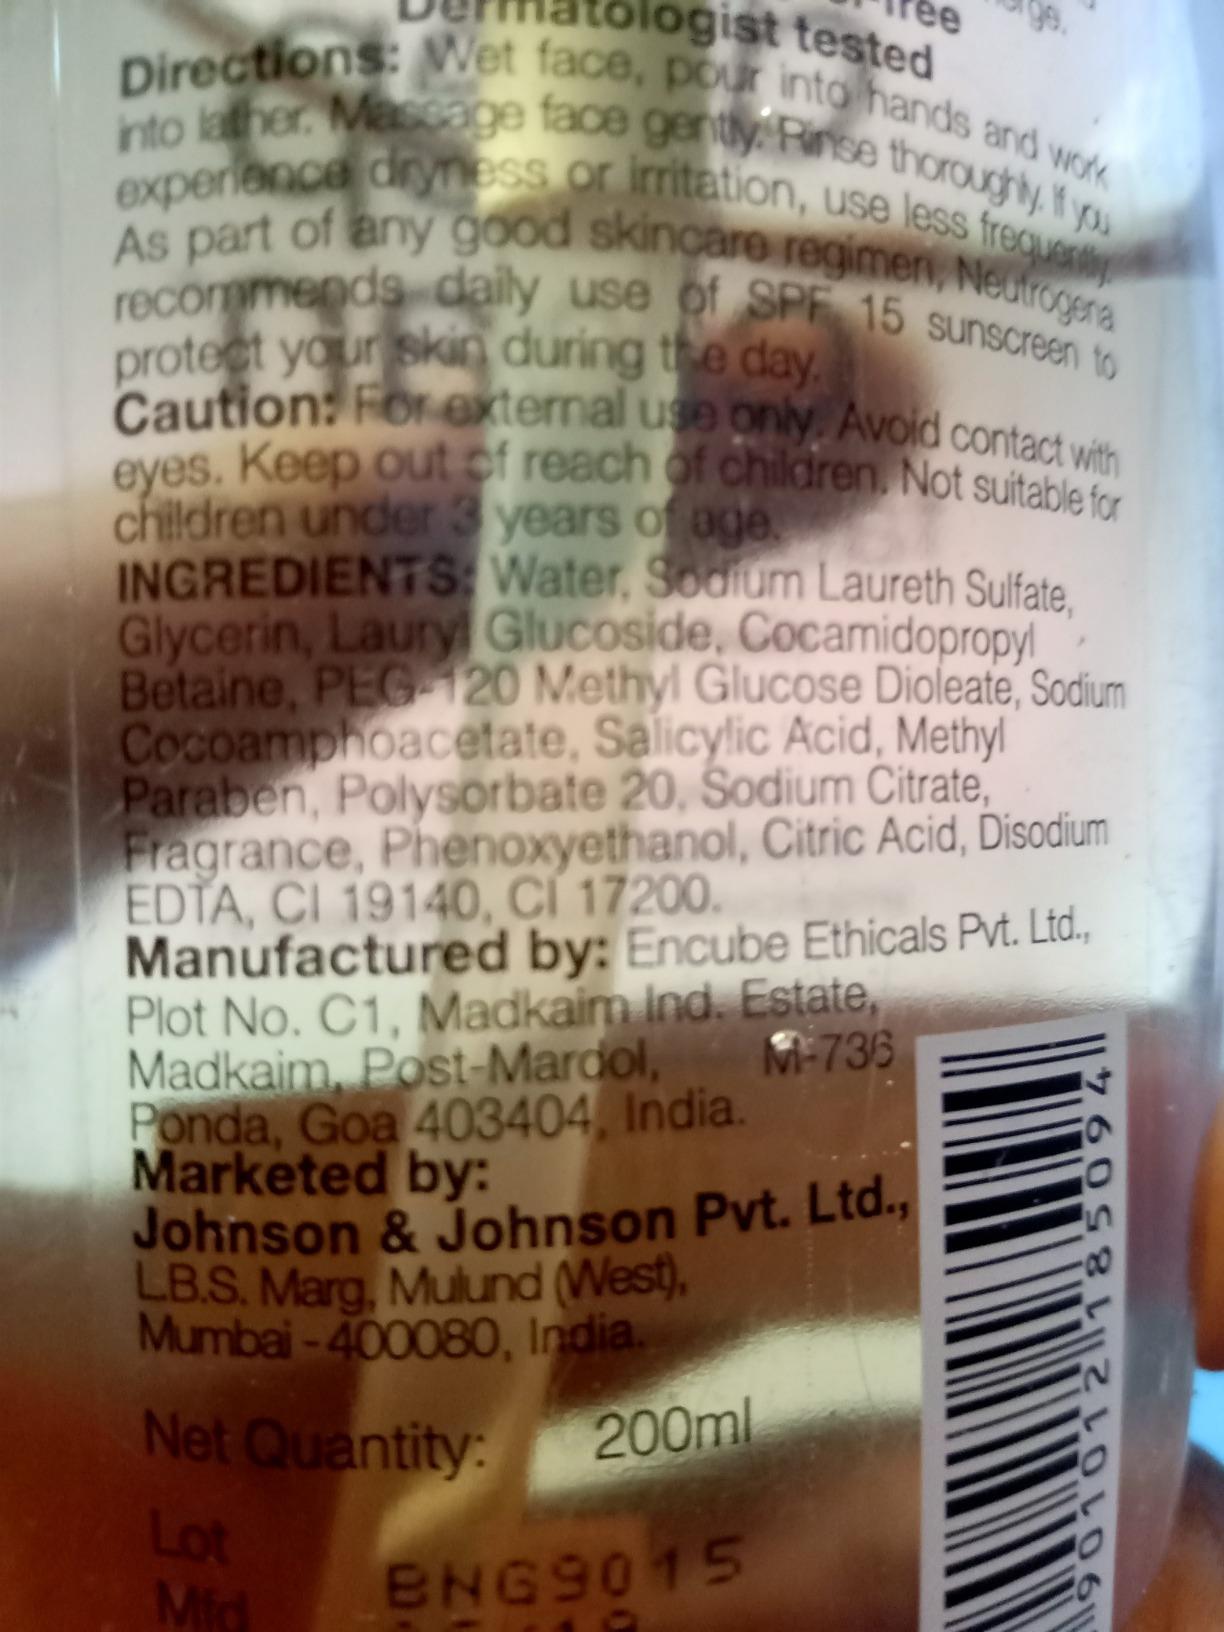 Dermatologist tested
Directions: Wet face, pour into hands and work
into lather. Massage face gently. Rinse thoroughly. If you
experience dryness or irritation, use less frequently.
As part of any good skincare regimen, Neutrogena
recommends daily use of SPF 15 sunscreen to
protect your skin during the day.
Caution: For external use only. Avoid contact with
eyes. Keep out of reach of children. Not suitable for
children under 3 years of age.
INGREDIENTS: Water, Sodium Laureth Sulfate,
Glycerin, Lauryl Glucoside, Cocamidopropyl
Betaine, PEG-120 Methyl Glucose Dioleate, Sodium
Cocoamphoacetate, Salicylic Acid, Methyl
Paraben, Polysorbate 20, Sodium Citrate,
Fragrance, Phenoxyethanol, Citric Acid, Disodium
EDTA, CI 19140, CI 17200.
Manufactured by: Encube Ethicals Pvt. Ltd.,
Plot No. C1, Madkaim Ind. Estate,
Madkaim, Post-Mardol, M-736
Ponda, Goa 403404, India.
Marketed by:
Johnson & Johnson Pvt. Ltd.,
L.B.S. Marg, Mulund (West),
Mumbai - 400080, India.
Net Quantity: 200ml
Lot BNG9015
Mfd
9 01012 185094